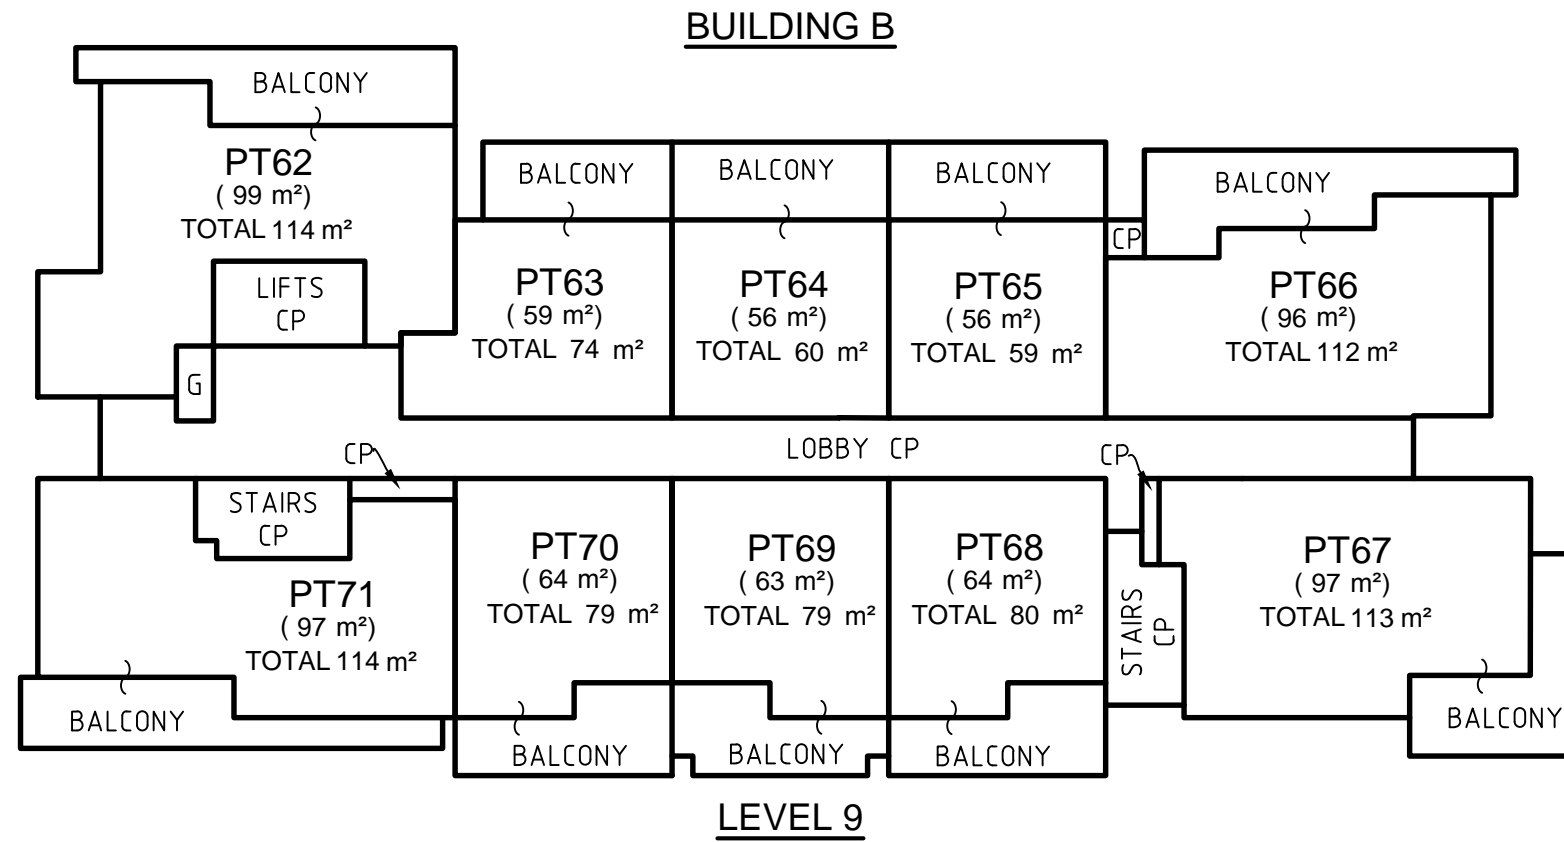 BUILDING B
BALCONY
PT62
( 99 m²)
TOTAL 114 m²
LIFTS
CP
G
BALCONY
PT63
( 59 m²)
TOTAL 74 m²
BALCONY
PT64
( 56 m²)
TOTAL 60 m²
BALCONY
PT65
( 56 m²)
TOTAL 59 m²
CP
BALCONY
PT66
( 96 m²)
TOTAL 112 m²
LOBBY CP
CP
CP
STAIRS
CP
PT71
( 97 m²)
TOTAL 114 m²
BALCONY
PT70
( 64 m²)
TOTAL 79 m²
BALCONY
PT69
( 63 m²)
TOTAL 79 m²
BALCONY
PT68
( 64 m²)
TOTAL 80 m²
BALCONY
STAIRS
CP
PT67
( 97 m²)
TOTAL 113 m²
BALCONY
LEVEL 9